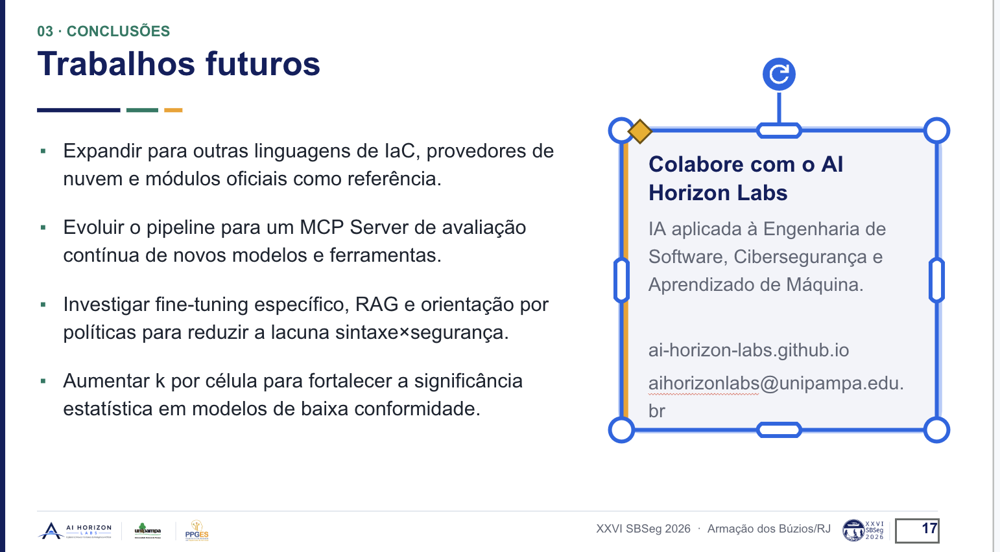 03 · CONCLUSÕES
Trabalhos futuros
▪ Expandir para outras linguagens de IaC, provedores de
nuvem e módulos oficiais como referência.
▪ Evoluir o pipeline para um MCP Server de avaliação
contínua de novos modelos e ferramentas.
▪ Investigar fine-tuning específico, RAG e orientação por
políticas para reduzir a lacuna sintaxe×segurança.
▪ Aumentar k por célula para fortalecer a significância
estatística em modelos de baixa conformidade.
Colabore com o AI
Horizon Labs
IA aplicada à Engenharia de
Software, Cibersegurança e
Aprendizado de Máquina.
ai-horizon-labs.github.io
aihorizonlabs@unipampa.edu.
br
AI HORIZON
LABS
unipampa
PPGES
XXVI SBSeg 2026 · Armação dos Búzios/RJ
XXVI
SBSeg
2026
17